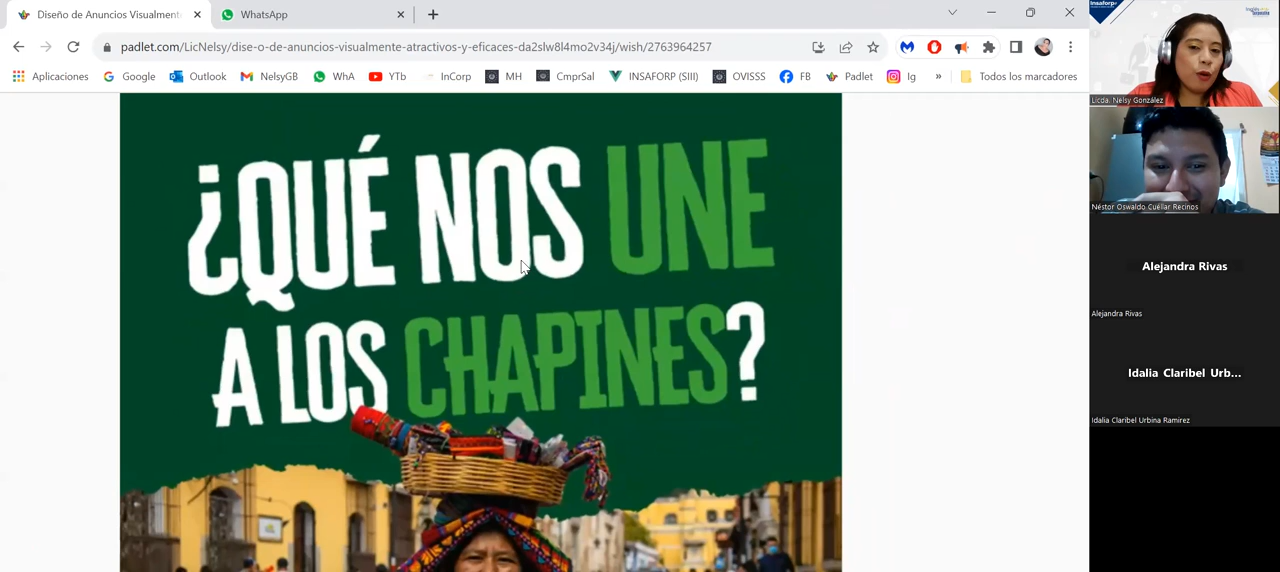 Diseño de Anuncios Visualment
WhatsApp
padlet.com/LicNelsy/dise-o-de-anuncios-visualmente-atractivos-y-eficaces-da2slw8l4mo2v34j/wish/2763964257
Aplicaciones Google Outlook NelsyGB WhA YTb InCorp MH CmprSal INSAFORP (SIII) OVISSS FB Padlet Ig » Todos los marcadores
¿QUÉ NOS UNE
A LOS CHAPINES?
Insaforp
Licda. Nelsy González
Néstor Oswaldo Cuéllar Recinos
Alejandra Rivas
Alejandra Rivas
Idalia Claribel Urb...
Idalia Claribel Urbina Ramirez